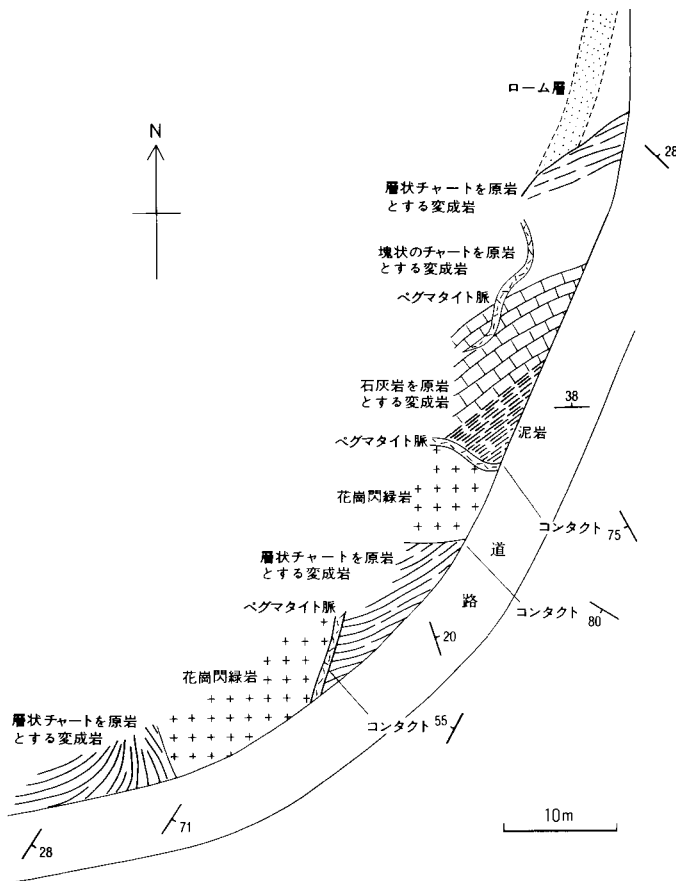 ローム層
N
28
層状チャートを原岩
とする変成岩
塊状のチャートを原岩
とする変成岩
ペグマタイト脈
石灰岩を原岩
とする変成岩
38
泥岩
ペグマタイト脈
花崗閃緑岩
コンタクト 75
道
層状チャートを原岩
とする変成岩
ペグマタイト脈
路
コンタクト 80
20
花崗閃緑岩
層状チャートを原岩
とする変成岩
コンタクト 55
10m
71
28